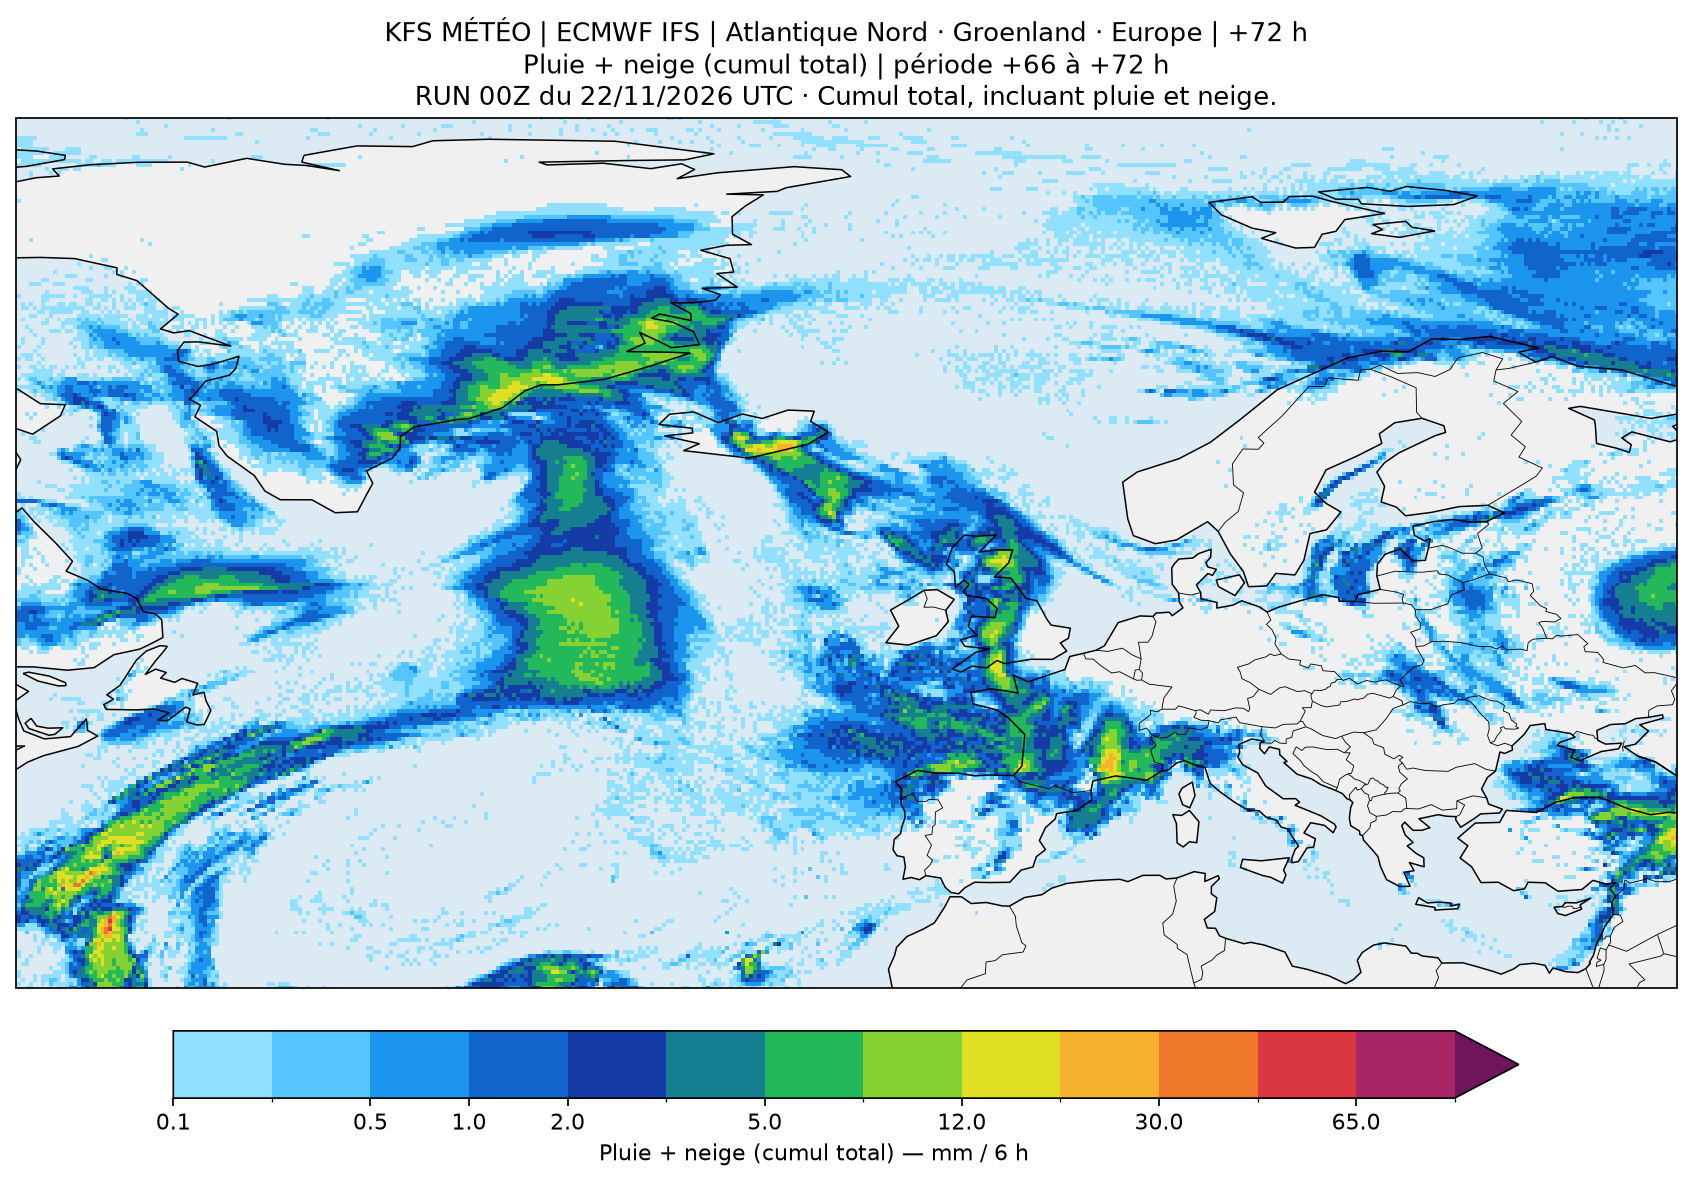 KFS MÉTÉO | ECMWF IFS | Atlantique Nord · Groenland · Europe | +72 h
Pluie + neige (cumul total) | période +66 à +72 h
RUN 00Z du 22/11/2026 UTC · Cumul total, incluant pluie et neige.
0.1 0.5 1.0 2.0 5.0 12.0 30.0 65.0
Pluie + neige (cumul total) — mm / 6 h